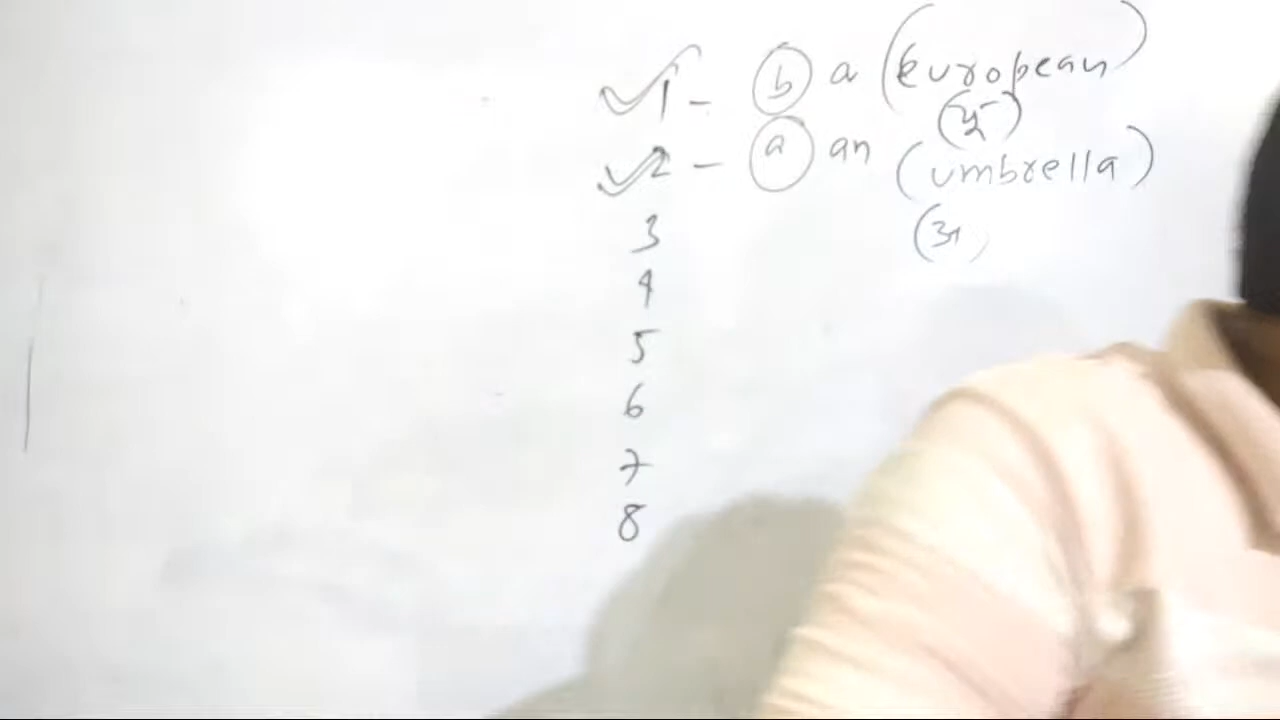 1 - b a (European)
(यू)
2 - a an (umbrella)
3 (अ)
4
5
6
7
8